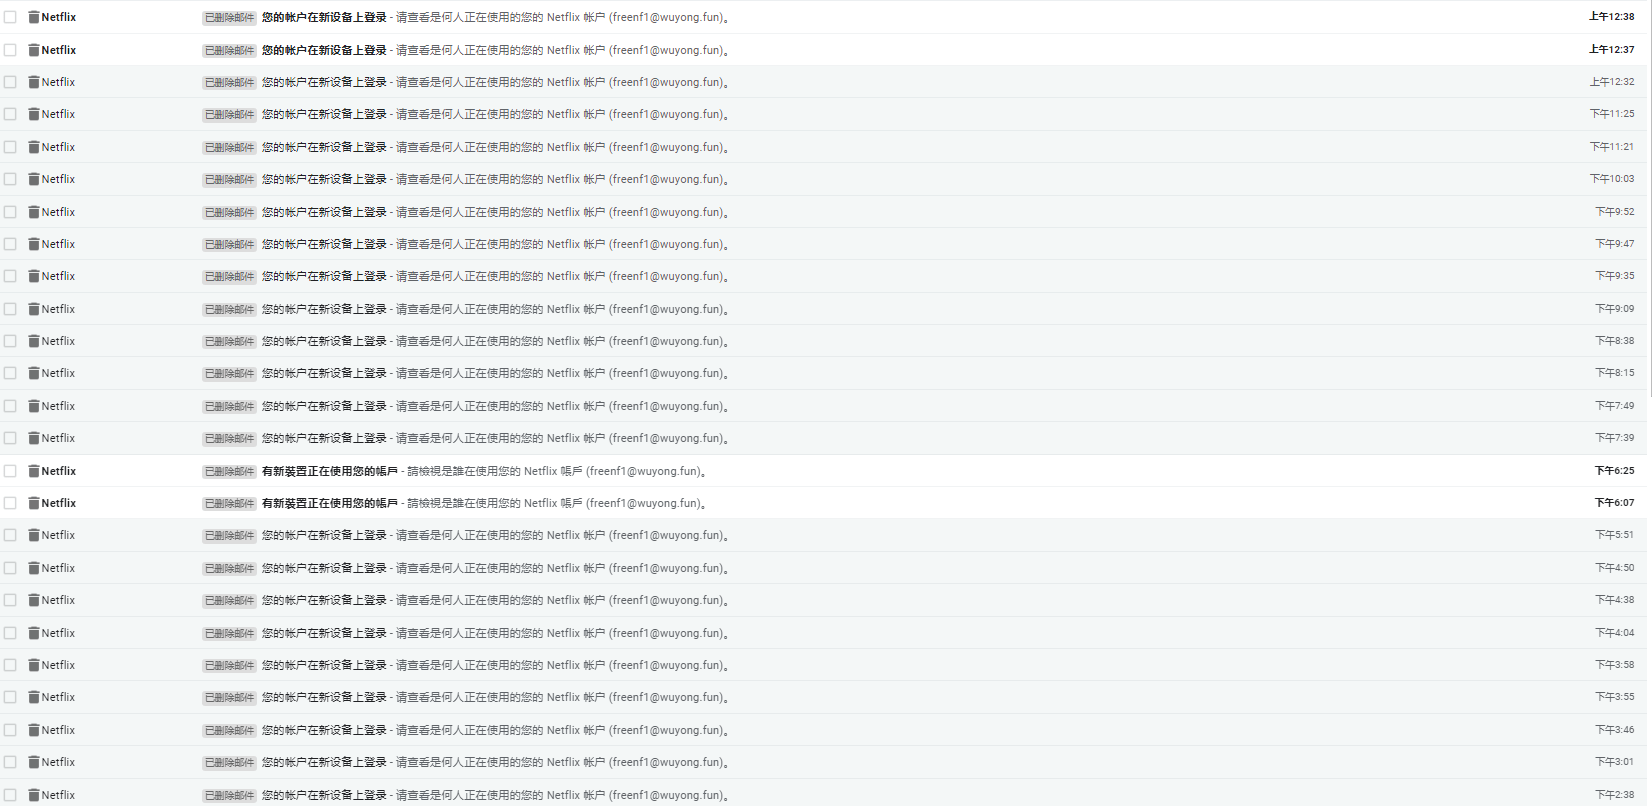 Netflix 已删除邮件 您的帐户在新设备上登录 - 请查看是何人正在使用的您的 Netflix 帐户 (freenf1@wuyong.fun)。 上午12:38
Netflix 已删除邮件 您的帐户在新设备上登录 - 请查看是何人正在使用的您的 Netflix 帐户 (freenf1@wuyong.fun)。 上午12:37
Netflix 已删除邮件 您的帐户在新设备上登录 - 请查看是何人正在使用的您的 Netflix 帐户 (freenf1@wuyong.fun)。 上午12:32
Netflix 已删除邮件 您的帐户在新设备上登录 - 请查看是何人正在使用的您的 Netflix 帐户 (freenf1@wuyong.fun)。 下午11:25
Netflix 已删除邮件 您的帐户在新设备上登录 - 请查看是何人正在使用的您的 Netflix 帐户 (freenf1@wuyong.fun)。 下午11:21
Netflix 已删除邮件 您的帐户在新设备上登录 - 请查看是何人正在使用的您的 Netflix 帐户 (freenf1@wuyong.fun)。 下午10:03
Netflix 已删除邮件 您的帐户在新设备上登录 - 请查看是何人正在使用的您的 Netflix 帐户 (freenf1@wuyong.fun)。 下午9:52
Netflix 已删除邮件 您的帐户在新设备上登录 - 请查看是何人正在使用的您的 Netflix 帐户 (freenf1@wuyong.fun)。 下午9:47
Netflix 已删除邮件 您的帐户在新设备上登录 - 请查看是何人正在使用的您的 Netflix 帐户 (freenf1@wuyong.fun)。 下午9:35
Netflix 已删除邮件 您的帐户在新设备上登录 - 请查看是何人正在使用的您的 Netflix 帐户 (freenf1@wuyong.fun)。 下午9:09
Netflix 已删除邮件 您的帐户在新设备上登录 - 请查看是何人正在使用的您的 Netflix 帐户 (freenf1@wuyong.fun)。 下午8:38
Netflix 已删除邮件 您的帐户在新设备上登录 - 请查看是何人正在使用的您的 Netflix 帐户 (freenf1@wuyong.fun)。 下午8:15
Netflix 已删除邮件 您的帐户在新设备上登录 - 请查看是何人正在使用的您的 Netflix 帐户 (freenf1@wuyong.fun)。 下午7:49
Netflix 已删除邮件 您的帐户在新设备上登录 - 请查看是何人正在使用的您的 Netflix 帐户 (freenf1@wuyong.fun)。 下午7:39
Netflix 已删除邮件 有新裝置正在使用您的帳戶 - 請檢視是誰在使用您的 Netflix 帳戶 (freenf1@wuyong.fun)。 下午6:25
Netflix 已删除邮件 有新裝置正在使用您的帳戶 - 請檢視是誰在使用您的 Netflix 帳戶 (freenf1@wuyong.fun)。 下午6:07
Netflix 已删除邮件 您的帐户在新设备上登录 - 请查看是何人正在使用的您的 Netflix 帐户 (freenf1@wuyong.fun)。 下午5:51
Netflix 已删除邮件 您的帐户在新设备上登录 - 请查看是何人正在使用的您的 Netflix 帐户 (freenf1@wuyong.fun)。 下午4:50
Netflix 已删除邮件 您的帐户在新设备上登录 - 请查看是何人正在使用的您的 Netflix 帐户 (freenf1@wuyong.fun)。 下午4:38
Netflix 已删除邮件 您的帐户在新设备上登录 - 请查看是何人正在使用的您的 Netflix 帐户 (freenf1@wuyong.fun)。 下午4:04
Netflix 已删除邮件 您的帐户在新设备上登录 - 请查看是何人正在使用的您的 Netflix 帐户 (freenf1@wuyong.fun)。 下午3:58
Netflix 已删除邮件 您的帐户在新设备上登录 - 请查看是何人正在使用的您的 Netflix 帐户 (freenf1@wuyong.fun)。 下午3:55
Netflix 已删除邮件 您的帐户在新设备上登录 - 请查看是何人正在使用的您的 Netflix 帐户 (freenf1@wuyong.fun)。 下午3:46
Netflix 已删除邮件 您的帐户在新设备上登录 - 请查看是何人正在使用的您的 Netflix 帐户 (freenf1@wuyong.fun)。 下午3:01
Netflix 已删除邮件 您的帐户在新设备上登录 - 请查看是何人正在使用的您的 Netflix 帐户 (freenf1@wuyong.fun)。 下午2:38